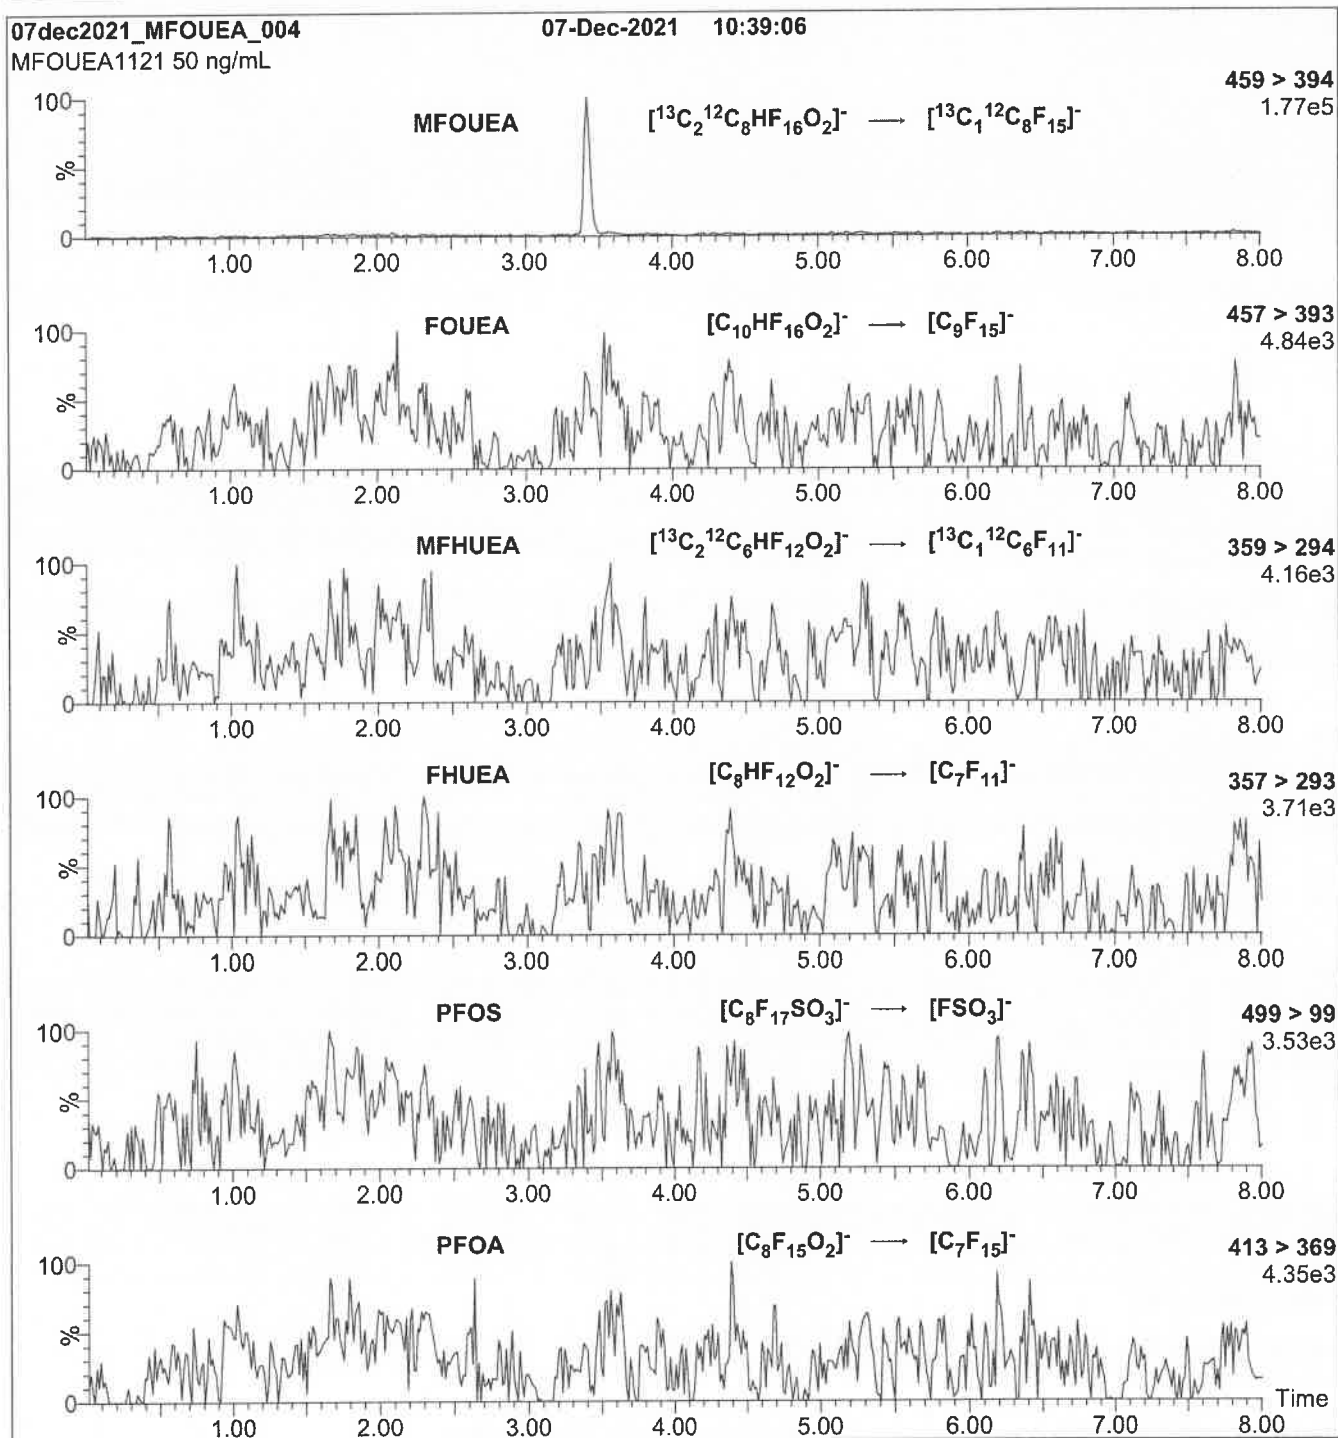 07dec2021_MFOUEA_004 07-Dec-2021 10:39:06
MFOUEA1121 50 ng/mL
459 > 394
1.77e5
MFOUEA [¹³C₂¹²C₈HF₁₆O₂]⁻ → [¹³C₁¹²C₈F₁₅]⁻
100
%
0
1.00 2.00 3.00 4.00 5.00 6.00 7.00 8.00
FOUEA [C₁₀HF₁₆O₂]⁻ → [C₉F₁₅]⁻ 457 > 393
4.84e3
100
%
0
1.00 2.00 3.00 4.00 5.00 6.00 7.00 8.00
MFHUEA [¹³C₂¹²C₆HF₁₂O₂]⁻ → [¹³C₁¹²C₆F₁₁]⁻ 359 > 294
4.16e3
100
%
0
1.00 2.00 3.00 4.00 5.00 6.00 7.00 8.00
FHUEA [C₈HF₁₂O₂]⁻ → [C₇F₁₁]⁻ 357 > 293
3.71e3
100
%
0
1.00 2.00 3.00 4.00 5.00 6.00 7.00 8.00
PFOS [C₈F₁₇SO₃]⁻ → [FSO₃]⁻ 499 > 99
3.53e3
100
%
0
1.00 2.00 3.00 4.00 5.00 6.00 7.00 8.00
PFOA [C₈F₁₅O₂]⁻ → [C₇F₁₅]⁻ 413 > 369
4.35e3
100
%
0
Time
1.00 2.00 3.00 4.00 5.00 6.00 7.00 8.00